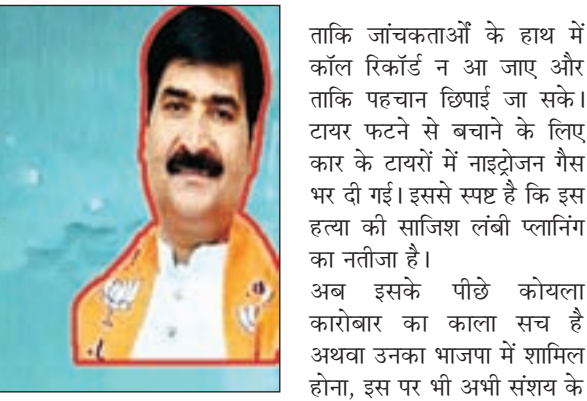 ताकि जांचकताओं के हाथ में
कॉल रिकॉर्ड न आ जाए और
ताकि पहचान छिपाई जा सके।
टायर फटने से बचाने के लिए
कार के टायरों में नाइट्रोजन गैस
भर दी गई। इससे स्पष्ट है कि इस
हत्या की साजिश लंबी प्लानिंग
का नतीजा है।
अब इसके पीछे कोयला
कारोबार का काला सच है
अथवा उनका भाजपा में शामिल
होना, इस पर भी अभी संशय के